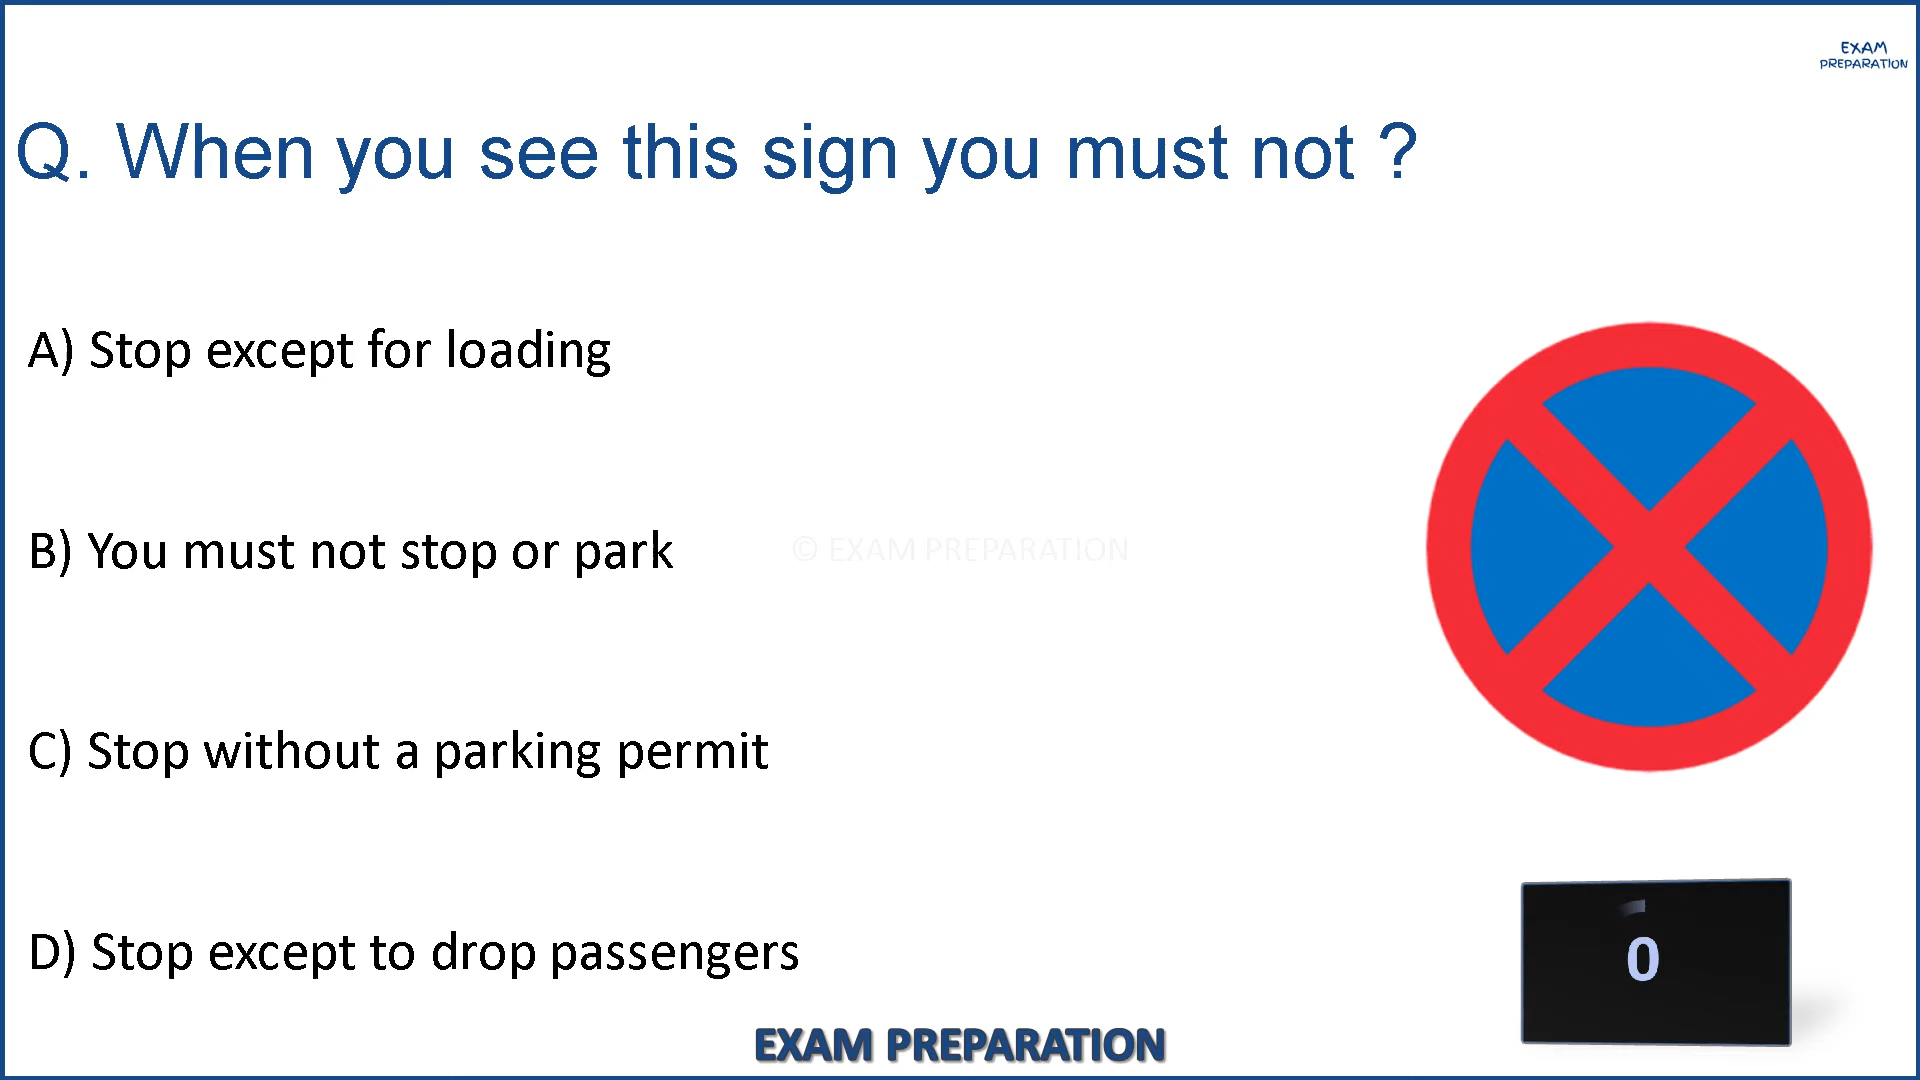 EXAM
PREPARATION
Q. When you see this sign you must not ?
A) Stop except for loading
B) You must not stop or park
© EXAM PREPARATION
C) Stop without a parking permit
D) Stop except to drop passengers
0
EXAM PREPARATION